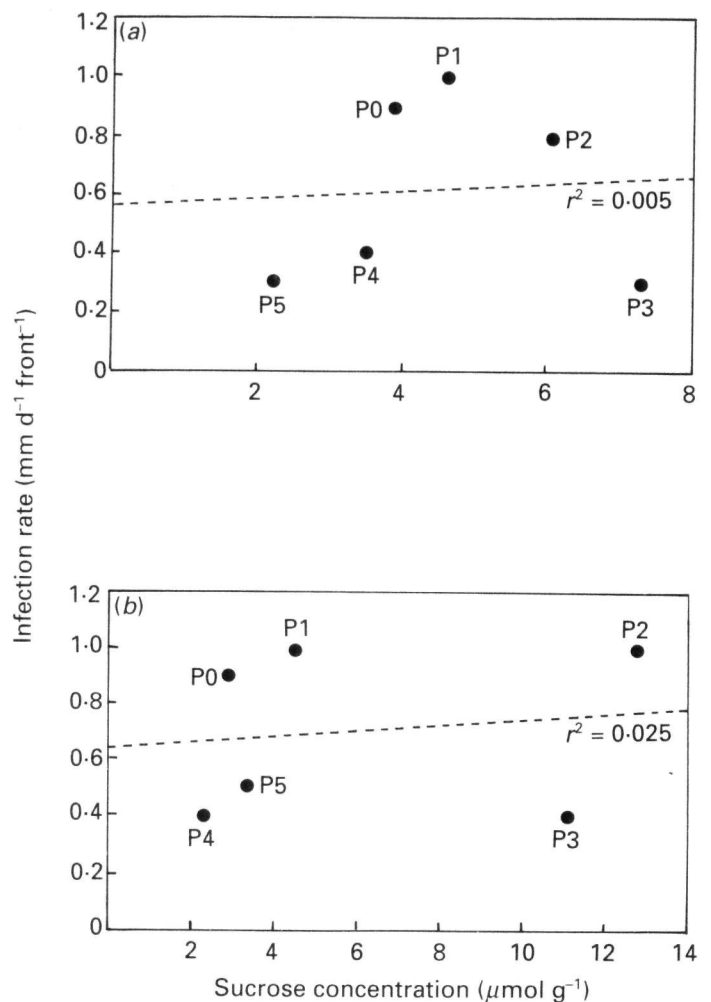 Infection rate (mm d⁻¹ front⁻¹)
(a)
1·2
1·0
0·8
0·6
0·4
0·2
0
P1
P0
P2
r² = 0·005
P4
P5
P3
2 4 6 8
(b)
1·2
1·0
0·8
0·6
0·4
0·2
0
P1
P2
P0
r² = 0·025
P5
P4
P3
2 4 6 8 10 12 14
Sucrose concentration (μmol g⁻¹)